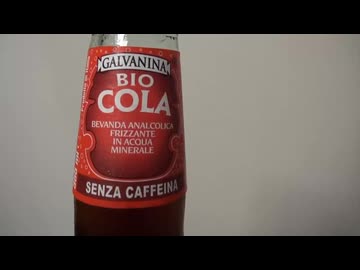 GALVANINA
BIO
COLA
BEVANDA ANALCOLICA
FRIZZANTE
IN ACQUA
MINERALE
SENZA CAFFEINA